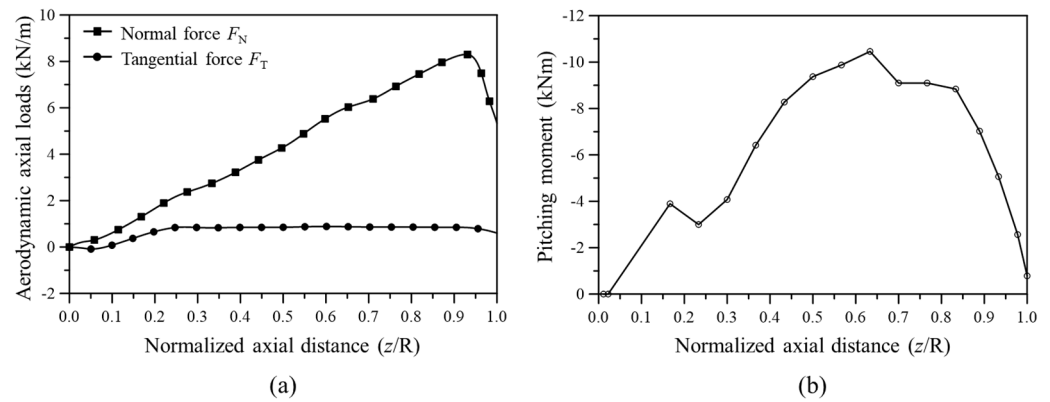 10
8
6
4
2
0
-2
Aerodynamic axial loads (kN/m)
Normal force F_N
Tangential force F_T
0.0 0.1 0.2 0.3 0.4 0.5 0.6 0.7 0.8 0.9 1.0
Normalized axial distance (z/R)
(a)
-12
-10
-8
-6
-4
-2
0
Pitching moment (kNm)
0.0 0.1 0.2 0.3 0.4 0.5 0.6 0.7 0.8 0.9 1.0
Normalized axial distance (z/R)
(b)